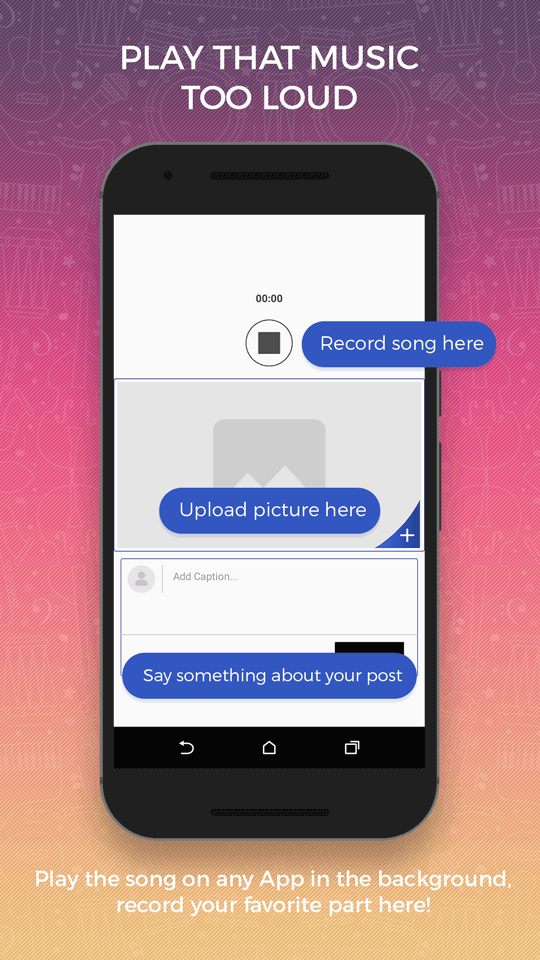 PLAY THAT MUSIC
TOO LOUD
00:00
Record song here
Upload picture here
Add Caption...
Say something about your post
Play the song on any App in the background,
record your favorite part here!